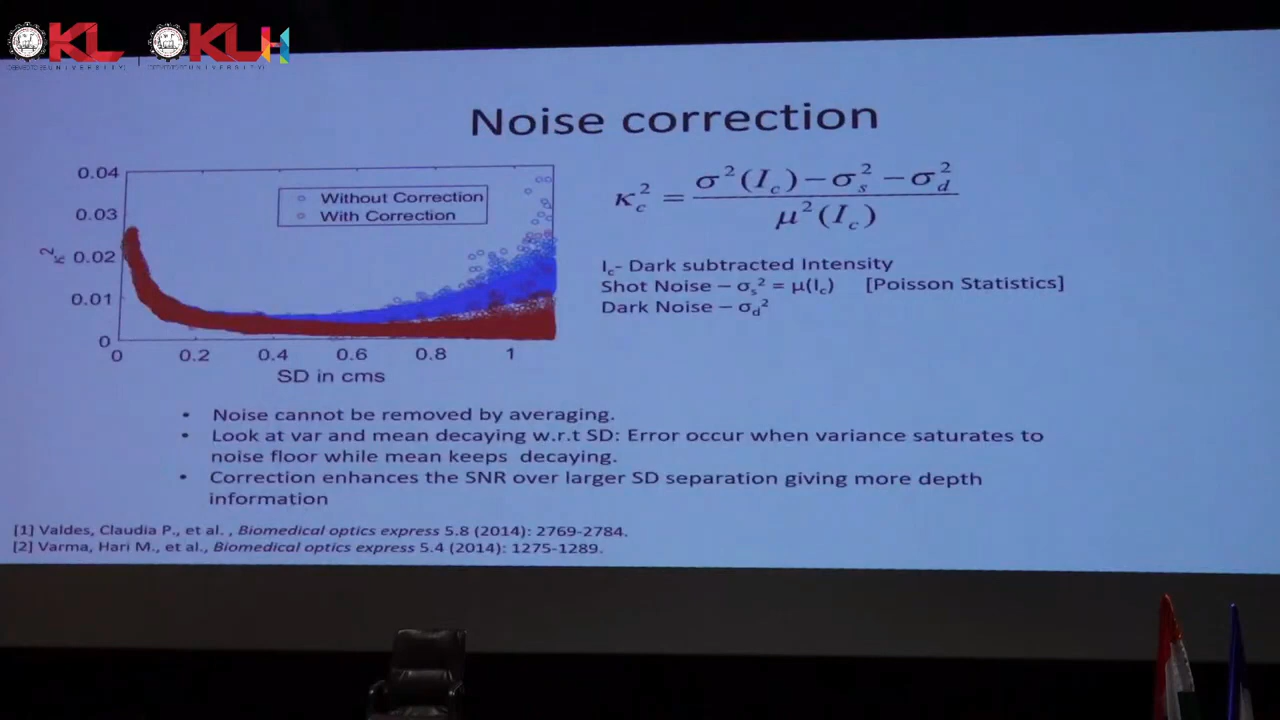 KL KLH
UNIVERSITY UNIVERSITY
Noise correction
0.04
0.03
0.02
0.01
0
κ²
Without Correction
With Correction
0 0.2 0.4 0.6 0.8 1
SD in cms
κc² = (σ²(Ic) − σs² − σd²) / μ²(Ic)
Ic- Dark subtracted Intensity
Shot Noise – σs² = μ(Ic) [Poisson Statistics]
Dark Noise – σd²
• Noise cannot be removed by averaging.
• Look at var and mean decaying w.r.t SD: Error occur when variance saturates to
noise floor while mean keeps decaying.
• Correction enhances the SNR over larger SD separation giving more depth
information
[1] Valdes, Claudia P., et al. , Biomedical optics express 5.8 (2014): 2769-2784.
[2] Varma, Hari M., et al., Biomedical optics express 5.4 (2014): 1275-1289.